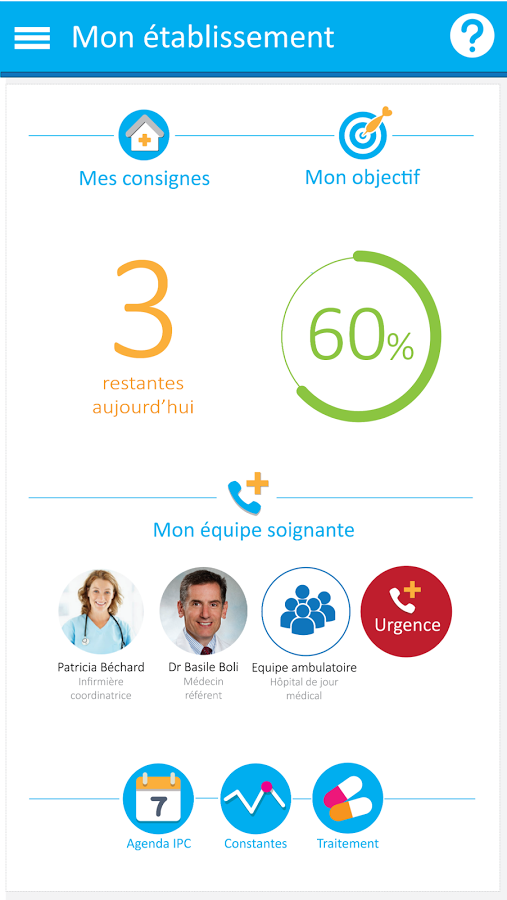 Mon établissement
?
Mes consignes
Mon objectif
3
restantes
aujourd'hui
60%
Mon équipe soignante
Urgence
Patricia Béchard
Infirmière
coordinatrice
Dr Basile Boli
Médecin
référent
Equipe ambulatoire
Hôpital de jour
médical
7
Agenda IPC
Constantes
Traitement